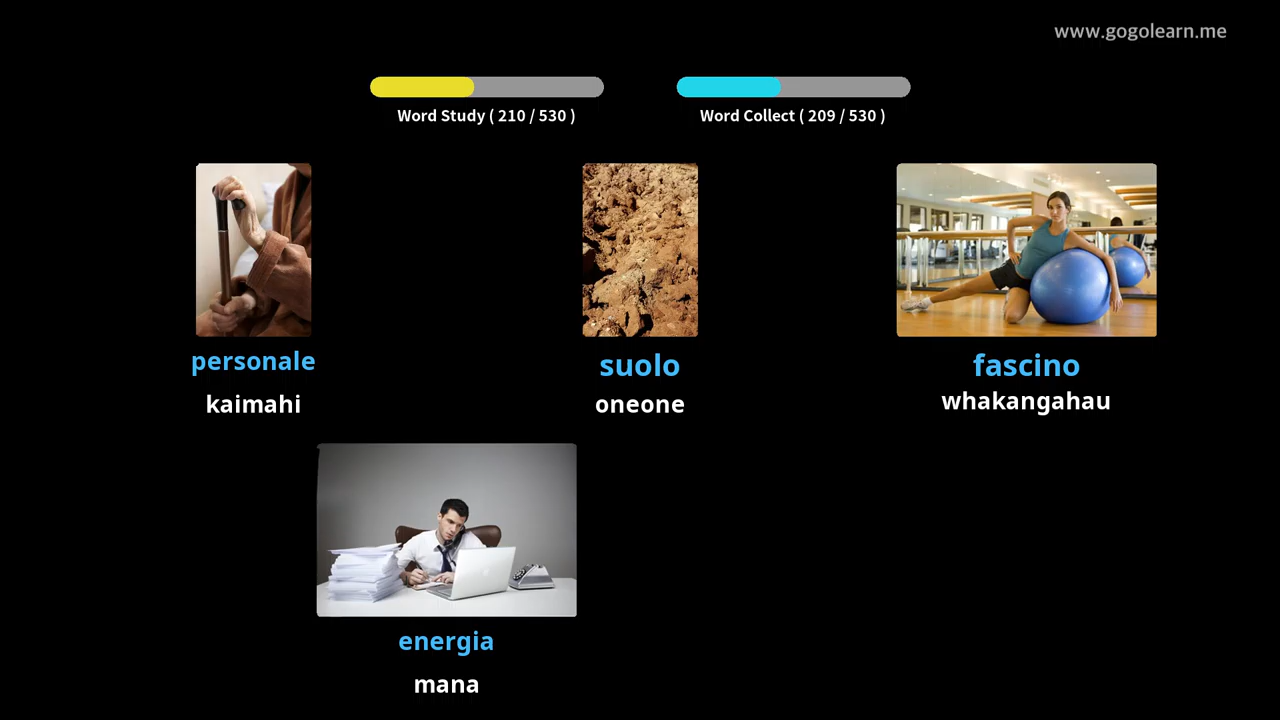 www.gogolearn.me
Word Study ( 210 / 530 )
Word Collect ( 209 / 530 )
personale
kaimahi
suolo
oneone
fascino
whakangahau
energia
mana